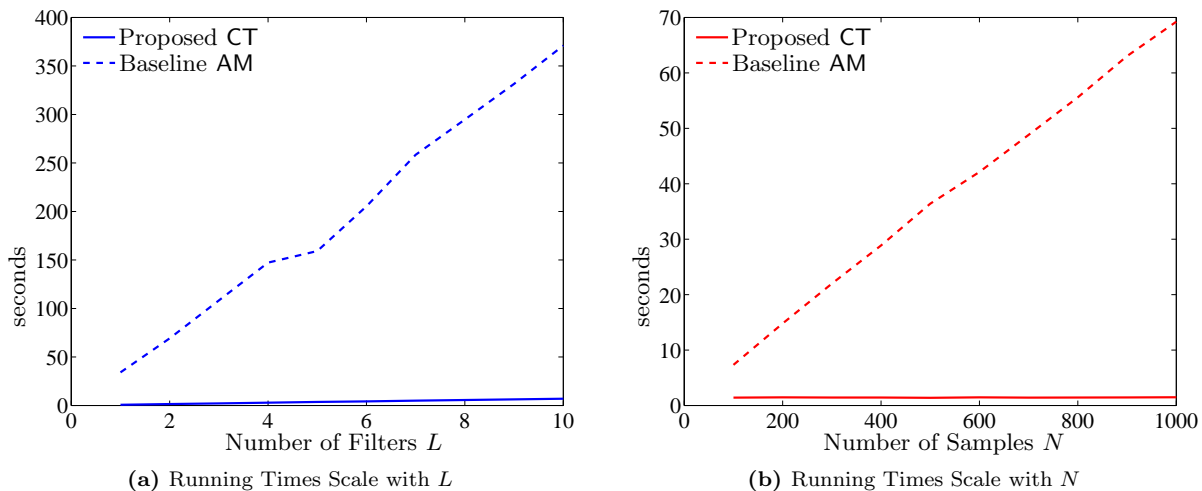 400
350
300
250
200
150
100
50
0
seconds
Proposed CT
Baseline AM
0 2 4 6 8 10
Number of Filters L
(a) Running Times Scale with L
70
60
50
40
30
20
10
0
seconds
Proposed CT
Baseline AM
0 200 400 600 800 1000
Number of Samples N
(b) Running Times Scale with N